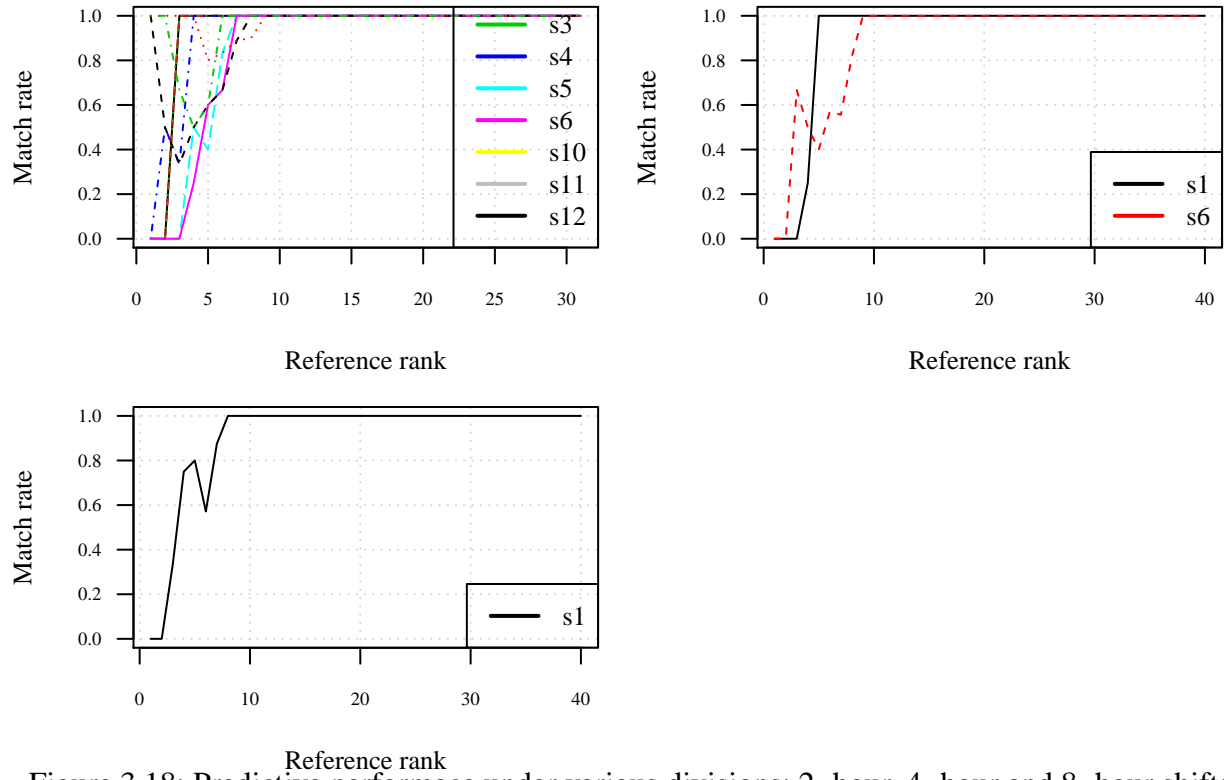 Match rate
1.0
0.8
0.6
0.4
0.2
0.0
s3
s4
s5
s6
s10
s11
s12
0 5 10 15 20 25 30
Reference rank
Match rate
1.0
0.8
0.6
0.4
0.2
0.0
s1
s6
0 10 20 30 40
Reference rank
Match rate
1.0
0.8
0.6
0.4
0.2
0.0
s1
0 10 20 30 40
Reference rank
Figure 3.18: Predictive performace under various divisions: 2- hour, 4- hour and 8- hour shift